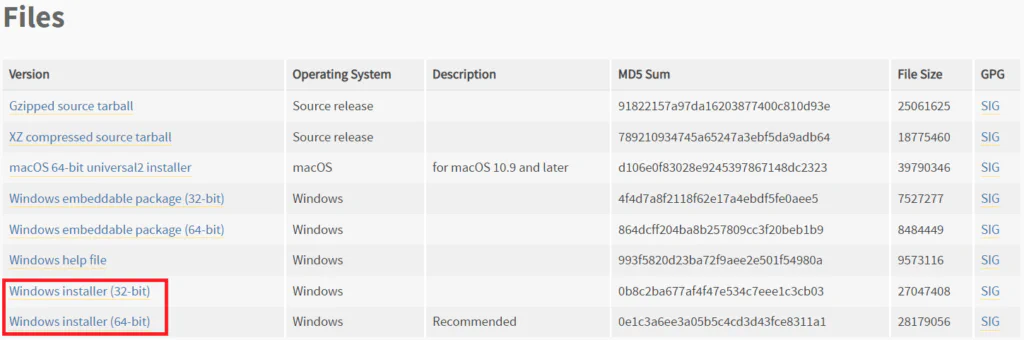 Files
Version Operating System Description MD5 Sum File Size GPG
Gzipped source tarball Source release 91822157a97da16203877400c810d93e 25061625 SIG
XZ compressed source tarball Source release 789210934745a65247a3ebf5da9adb64 18775460 SIG
macOS 64-bit universal2 installer macOS for macOS 10.9 and later d106e0f83028e9245397867148dc2323 39790346 SIG
Windows embeddable package (32-bit) Windows 4f4d7a8f2118f62e17a4ebdf5fe0aee5 7527277 SIG
Windows embeddable package (64-bit) Windows 864dcff204ba8b257809cc3f20beb1b9 8484449 SIG
Windows help file Windows 993f5820d23ba72f9aee2e501f54980a 9573116 SIG
Windows installer (32-bit) Windows 0b8c2ba677af4f47e534c7eee1c3cb03 27047408 SIG
Windows installer (64-bit) Windows Recommended 0e1c3a6ee3a05b5c4cd3d43fce8311a1 28179056 SIG